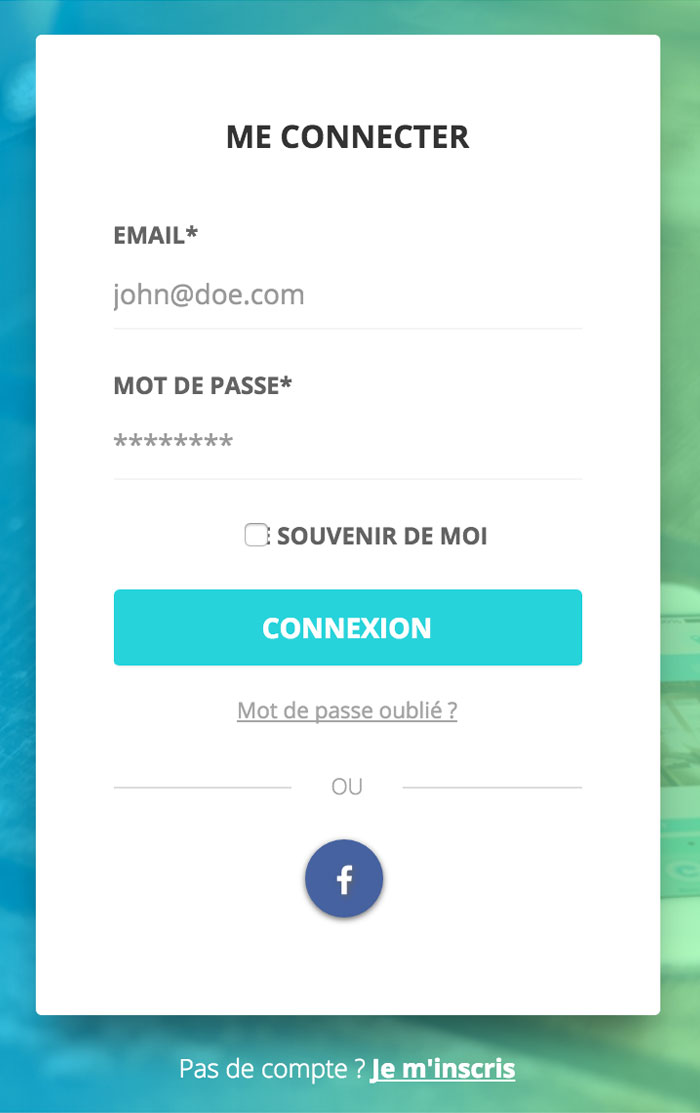 ME CONNECTER
EMAIL*
john@doe.com
MOT DE PASSE*
********
SOUVENIR DE MOI
CONNEXION
Mot de passe oublié ?
OU
f
Pas de compte ? Je m'inscris